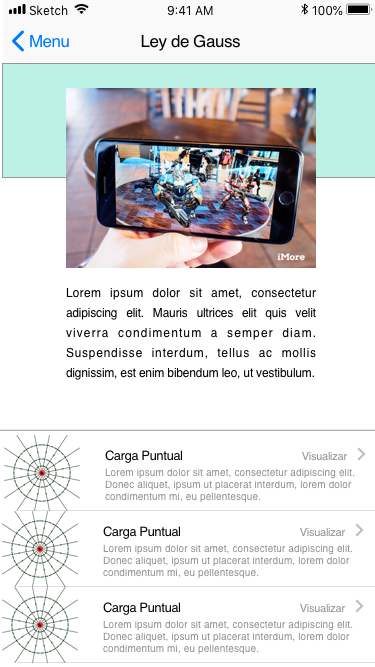 Sketch 9:41 AM 100%
Menu Ley de Gauss
iMore
Lorem ipsum dolor sit amet, consectetur
adipiscing elit. Mauris ultrices elit quis velit
viverra condimentum a semper diam.
Suspendisse interdum, tellus ac mollis
dignissim, est enim bibendum leo, ut vestibulum.
Carga Puntual Visualizar
Lorem ipsum dolor sit amet, consectetur adipiscing elit.
Donec aliquet, ipsum ut placerat interdum, lorem dolor
condimentum mi, eu pellentesque.
Carga Puntual Visualizar
Lorem ipsum dolor sit amet, consectetur adipiscing elit.
Donec aliquet, ipsum ut placerat interdum, lorem dolor
condimentum mi, eu pellentesque.
Carga Puntual Visualizar
Lorem ipsum dolor sit amet, consectetur adipiscing elit.
Donec aliquet, ipsum ut placerat interdum, lorem dolor
condimentum mi, eu pellentesque.